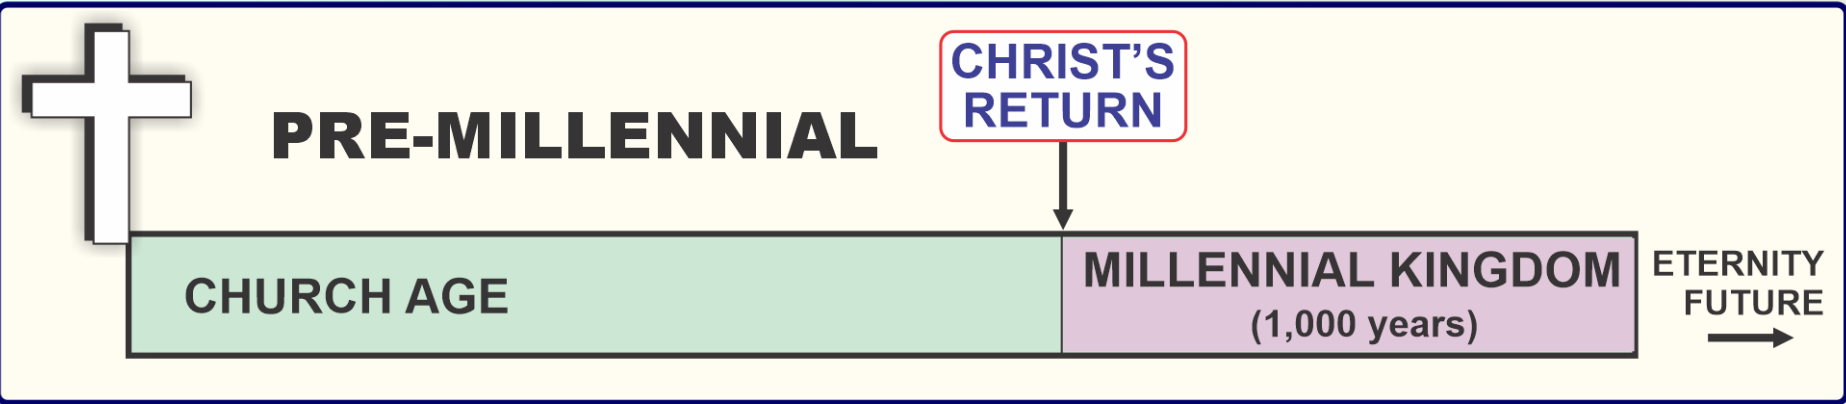 PRE-MILLENNIAL
CHRIST'S
RETURN
CHURCH AGE
MILLENNIAL KINGDOM
(1,000 years)
ETERNITY
FUTURE